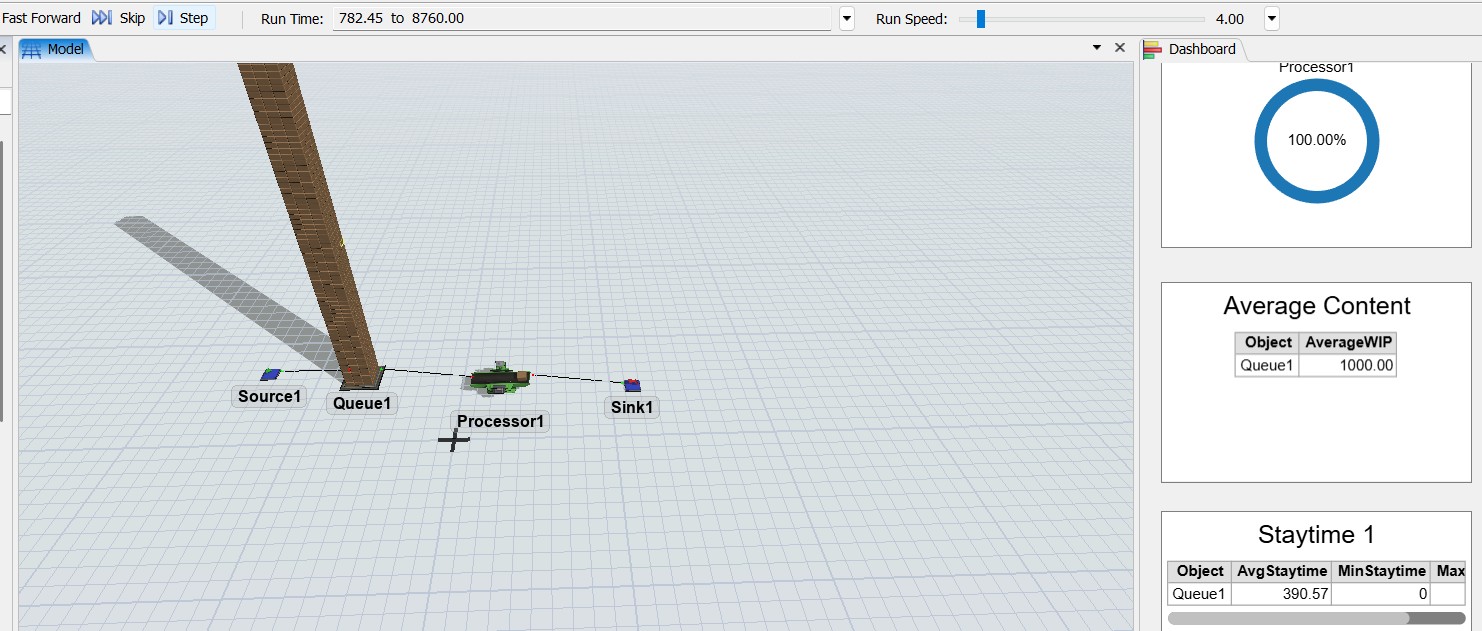 Fast Forward Skip Step Run Time: 782.45 to 8760.00 Run Speed: 4.00
Model
Dashboard
Processor1
100.00%
Average Content
Object AverageWIP
Queue1 1000.00
Source1
Queue1
Processor1
Sink1
Staytime 1
Object AvgStaytime MinStaytime Max
Queue1 390.57 0